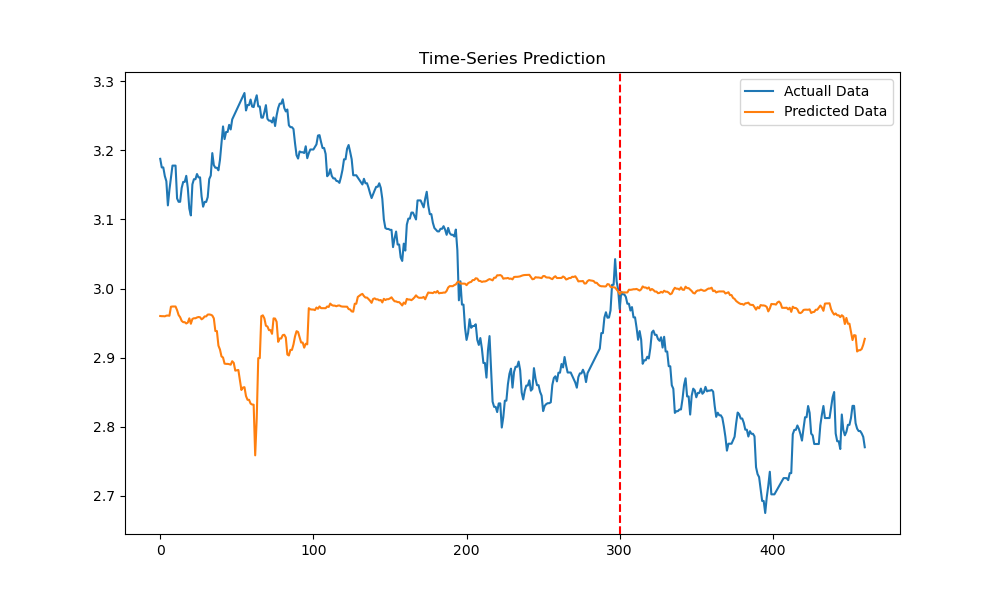 Time-Series Prediction
Actuall Data
Predicted Data
3.3
3.2
3.1
3.0
2.9
2.8
2.7
0 100 200 300 400